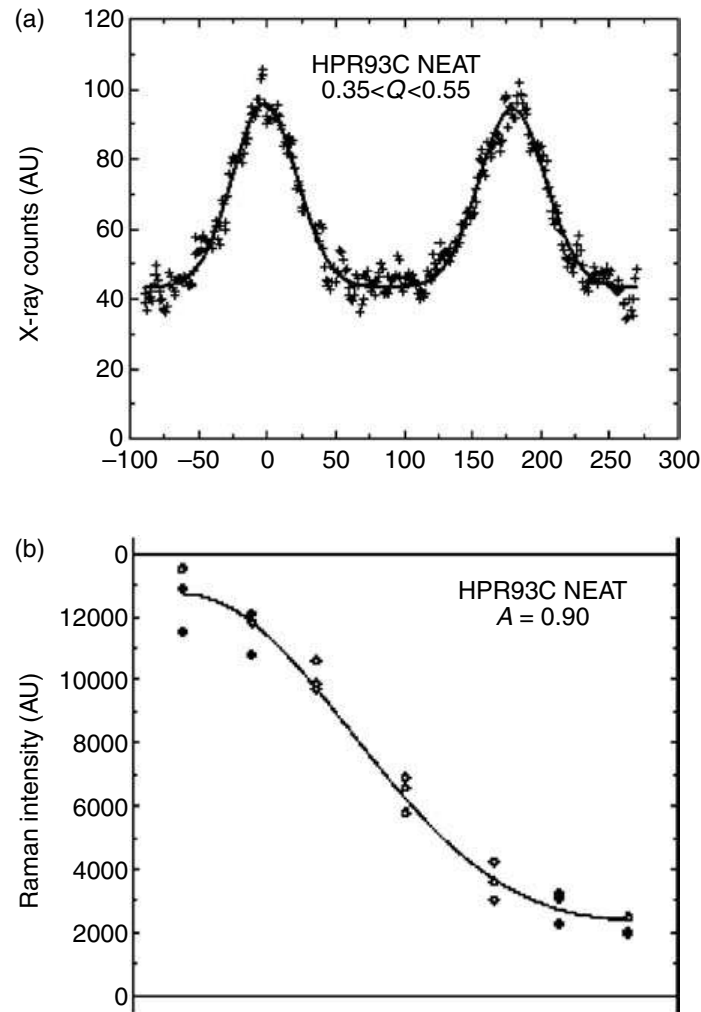 (a)
HPR93C NEAT
0.35<Q<0.55
X-ray counts (AU)
120
100
80
60
40
20
0
−100 −50 0 50 100 150 200 250 300
(b)
HPR93C NEAT
A = 0.90
Raman intensity (AU)
0
12000
10000
8000
6000
4000
2000
0